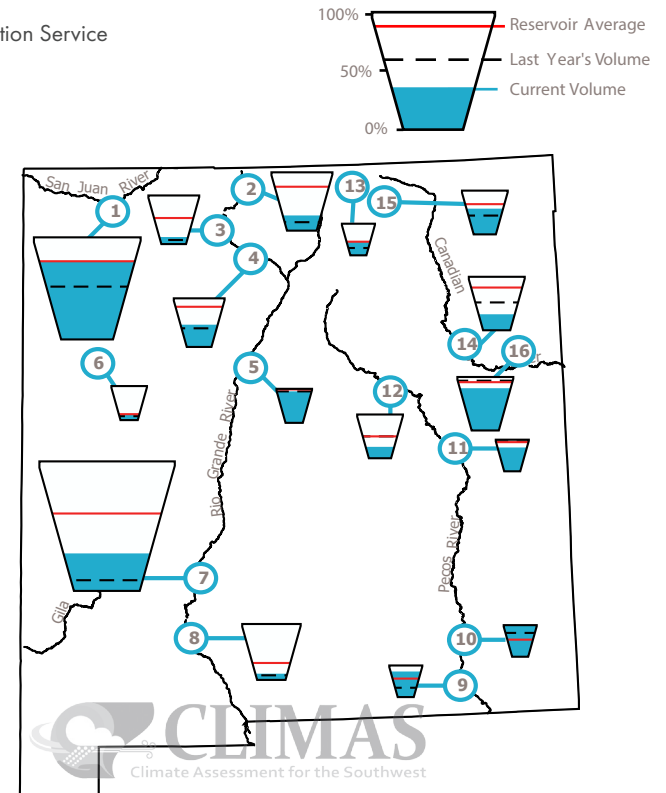 tion Service
100%
50%
0%
Reservoir Average
Last Year's Volume
Current Volume
San Juan River
1
2
3
4
13
15
Canadian
14
16
er
6
5
12
11
Rio Grande River
Pecos River
7
Gila
8
10
9
CLIMAS
Climate Assessment for the Southwest